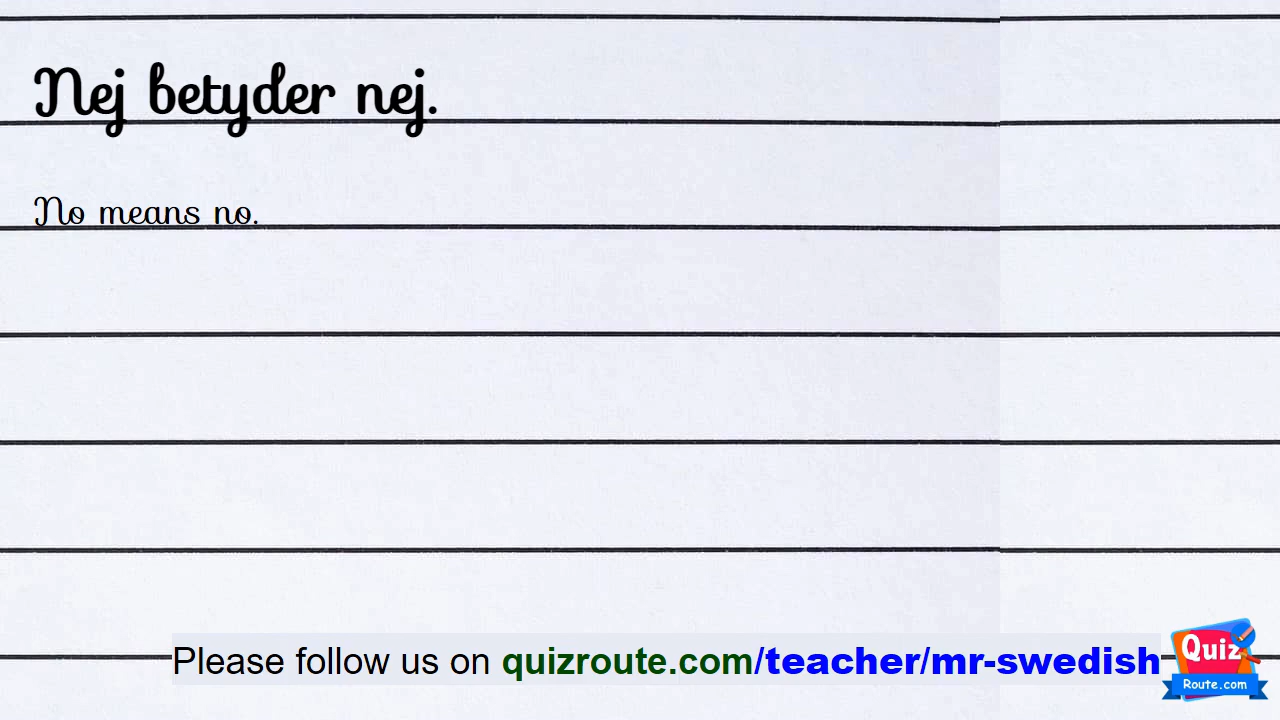 Nej betyder nej.
No means no.
Please follow us on quizroute.com/teacher/mr-swedish
Quiz
Route.com